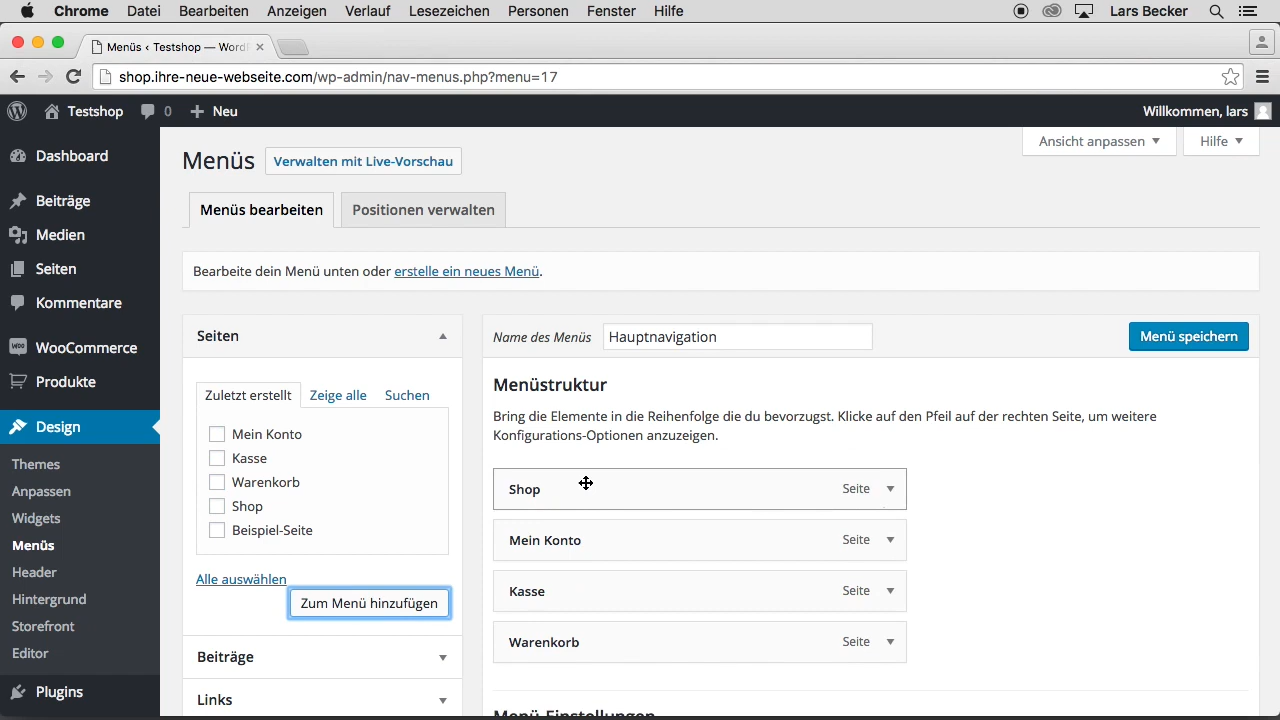 Chrome Datei Bearbeiten Anzeigen Verlauf Lesezeichen Personen Fenster Hilfe Lars Becker
Menüs ‹ Testshop — Word
shop.ihre-neue-webseite.com/wp-admin/nav-menus.php?menu=17
Testshop 0 Neu Willkommen, lars
Ansicht anpassen Hilfe
Menüs Verwalten mit Live-Vorschau
Menüs bearbeiten Positionen verwalten
Bearbeite dein Menü unten oder erstelle ein neues Menü.
Dashboard
Beiträge
Medien
Seiten
Kommentare
WooCommerce
Produkte
Design
Themes
Anpassen
Widgets
Menüs
Header
Hintergrund
Storefront
Editor
Plugins
Seiten
Zuletzt erstellt Zeige alle Suchen
Mein Konto
Kasse
Warenkorb
Shop
Beispiel-Seite
Alle auswählen
Zum Menü hinzufügen
Beiträge
Links
Name des Menüs Hauptnavigation Menü speichern
Menüstruktur
Bring die Elemente in die Reihenfolge die du bevorzugst. Klicke auf den Pfeil auf der rechten Seite, um weitere
Konfigurations-Optionen anzuzeigen.
Shop Seite
Mein Konto Seite
Kasse Seite
Warenkorb Seite
Menü-Einstellungen